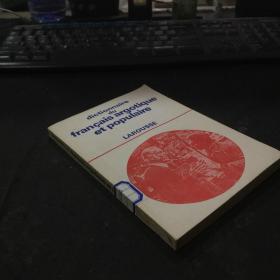 dictionnaire
du
français argotique
et populaire
LAROUSSE